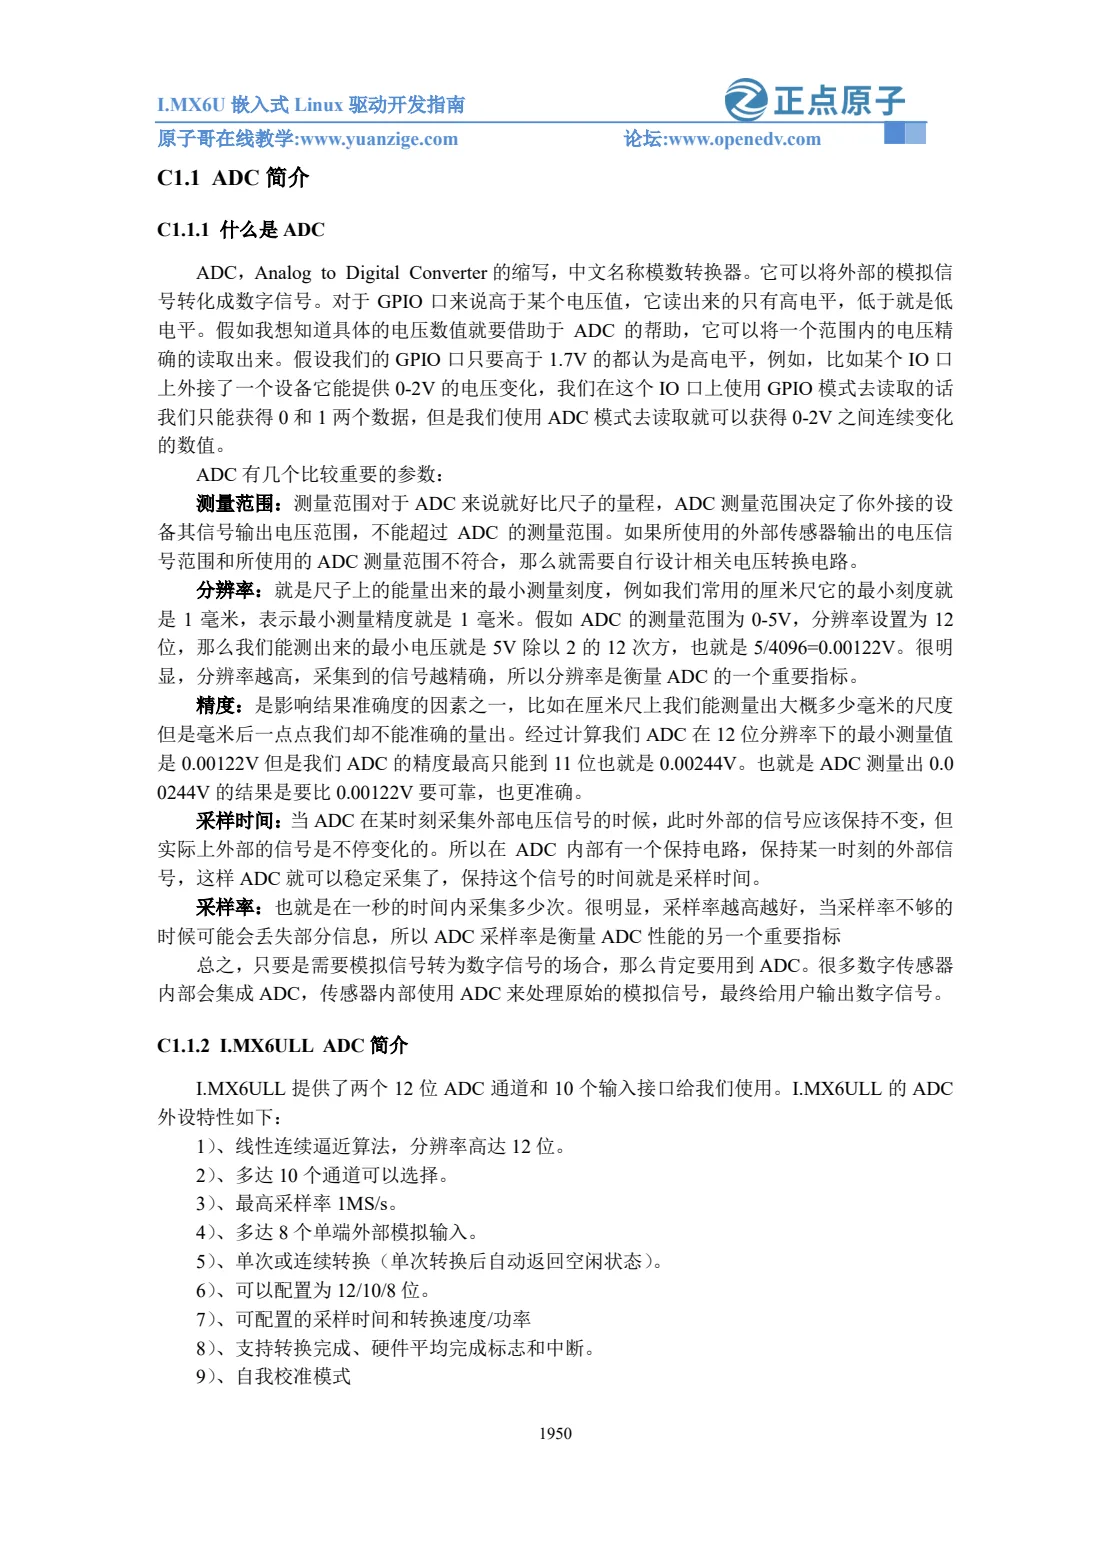 I.MX6U 嵌入式 Linux 驱动开发指南
正点原子
原子哥在线教学:www.yuanzige.com 论坛:www.openedv.com
C1.1 ADC 简介
C1.1.1 什么是 ADC
ADC，Analog to Digital Converter 的缩写，中文名称模数转换器。它可以将外部的模拟信
号转化成数字信号。对于 GPIO 口来说高于某个电压值，它读出来的只有高电平，低于就是低
电平。假如我想知道具体的电压数值就要借助于 ADC 的帮助，它可以将一个范围内的电压精
确的读取出来。假设我们的 GPIO 口只要高于 1.7V 的都认为是高电平，例如，比如某个 IO 口
上外接了一个设备它能提供 0-2V 的电压变化，我们在这个 IO 口上使用 GPIO 模式去读取的话
我们只能获得 0 和 1 两个数据，但是我们使用 ADC 模式去读取就可以获得 0-2V 之间连续变化
的数值。
ADC 有几个比较重要的参数：
测量范围：测量范围对于 ADC 来说就好比尺子的量程，ADC 测量范围决定了你外接的设
备其信号输出电压范围，不能超过 ADC 的测量范围。如果所使用的外部传感器输出的电压信
号范围和所使用的 ADC 测量范围不符合，那么就需要自行设计相关电压转换电路。
分辨率：就是尺子上的能量出来的最小测量刻度，例如我们常用的厘米尺它的最小刻度就
是 1 毫米，表示最小测量精度就是 1 毫米。假如 ADC 的测量范围为 0-5V，分辨率设置为 12
位，那么我们能测出来的最小电压就是 5V 除以 2 的 12 次方，也就是 5/4096=0.00122V。很明
显，分辨率越高，采集到的信号越精确，所以分辨率是衡量 ADC 的一个重要指标。
精度：是影响结果准确度的因素之一，比如在厘米尺上我们能测量出大概多少毫米的尺度
但是毫米后一点点我们却不能准确的量出。经过计算我们 ADC 在 12 位分辨率下的最小测量值
是 0.00122V 但是我们 ADC 的精度最高只能到 11 位也就是 0.00244V。也就是 ADC 测量出 0.0
0244V 的结果是要比 0.00122V 要可靠，也更准确。
采样时间：当 ADC 在某时刻采集外部电压信号的时候，此时外部的信号应该保持不变，但
实际上外部的信号是不停变化的。所以在 ADC 内部有一个保持电路，保持某一时刻的外部信
号，这样 ADC 就可以稳定采集了，保持这个信号的时间就是采样时间。
采样率：也就是在一秒的时间内采集多少次。很明显，采样率越高越好，当采样率不够的
时候可能会丢失部分信息，所以 ADC 采样率是衡量 ADC 性能的另一个重要指标
总之，只要是需要模拟信号转为数字信号的场合，那么肯定要用到 ADC。很多数字传感器
内部会集成 ADC，传感器内部使用 ADC 来处理原始的模拟信号，最终给用户输出数字信号。
C1.1.2 I.MX6ULL ADC 简介
I.MX6ULL 提供了两个 12 位 ADC 通道和 10 个输入接口给我们使用。I.MX6ULL 的 ADC
外设特性如下：
1）、线性连续逼近算法，分辨率高达 12 位。
2）、多达 10 个通道可以选择。
3）、最高采样率 1MS/s。
4）、多达 8 个单端外部模拟输入。
5）、单次或连续转换（单次转换后自动返回空闲状态）。
6）、可以配置为 12/10/8 位。
7）、可配置的采样时间和转换速度/功率
8）、支持转换完成、硬件平均完成标志和中断。
9）、自我校准模式
1950